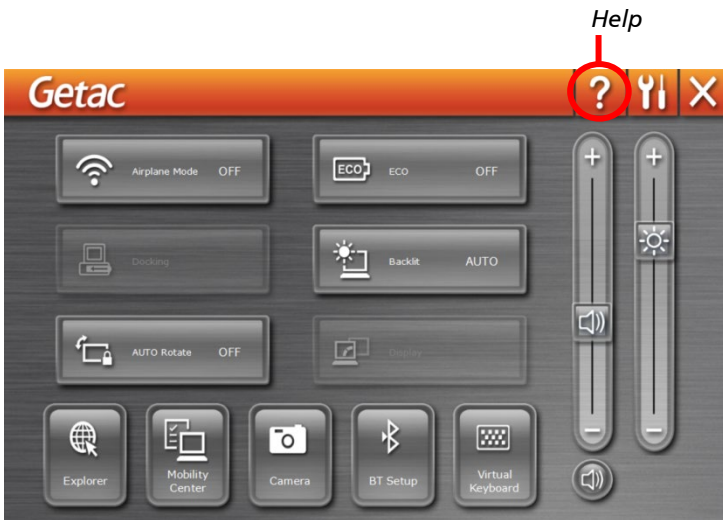 Help
Getac
?
Airplane Mode OFF
ECO ECO OFF
Docking
Backlit AUTO
AUTO Rotate OFF
Display
Explorer
Mobility
Center
Camera
BT Setup
Virtual
Keyboard